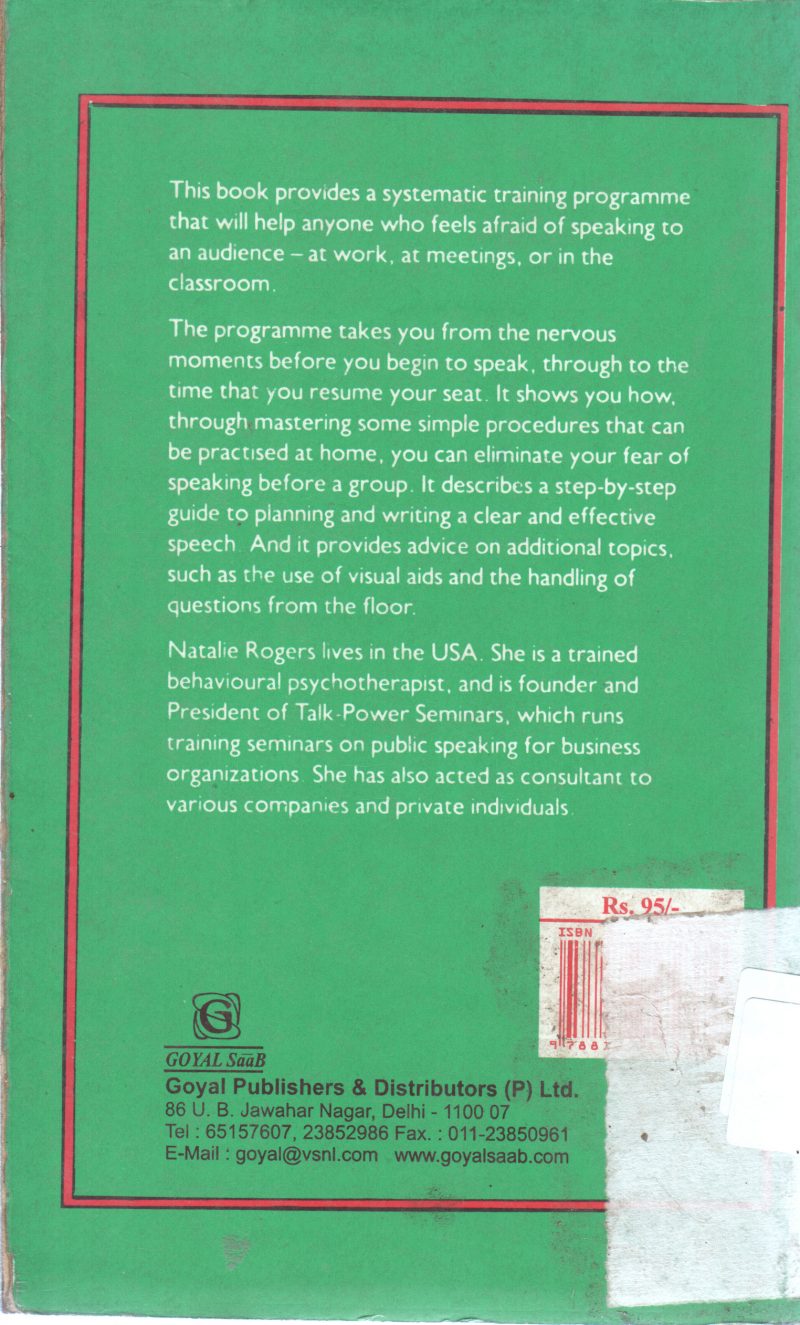 This book provides a systematic training programme
that will help anyone who feels afraid of speaking to
an audience – at work, at meetings, or in the
classroom.
The programme takes you from the nervous
moments before you begin to speak, through to the
time that you resume your seat. It shows you how,
through mastering some simple procedures that can
be practised at home, you can eliminate your fear of
speaking before a group. It describes a step-by-step
guide to planning and writing a clear and effective
speech. And it provides advice on additional topics,
such as the use of visual aids and the handling of
questions from the floor.
Natalie Rogers lives in the USA. She is a trained
behavioural psychotherapist, and is founder and
President of Talk-Power Seminars, which runs
training seminars on public speaking for business
organizations. She has also acted as consultant to
various companies and private individuals.
Rs. 95/-
ISBN
9 788
G
GOYAL SaaB
Goyal Publishers & Distributors (P) Ltd.
86 U. B. Jawahar Nagar, Delhi - 1100 07
Tel : 65157607, 23852986 Fax. : 011-23850961
E-Mail : goyal@vsnl.com www.goyalsaab.com